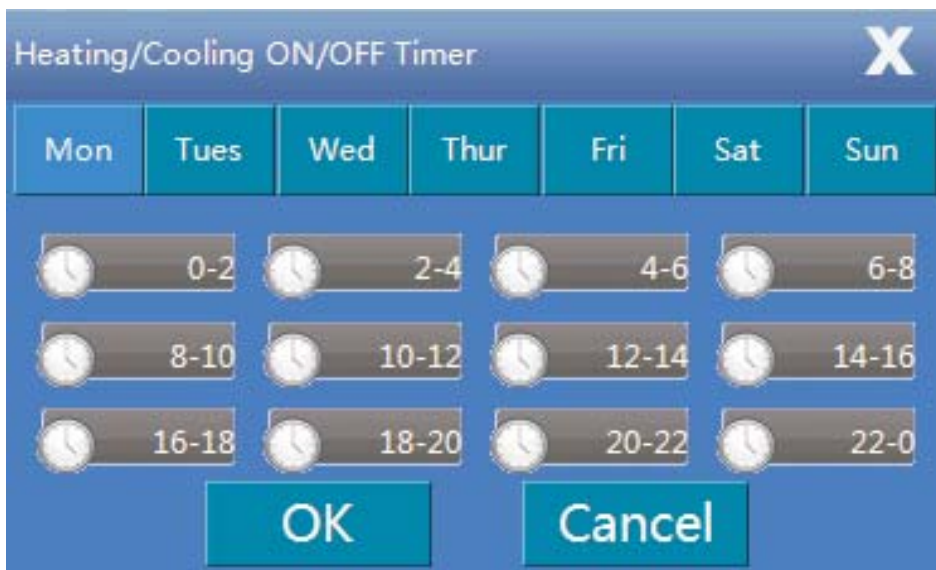 Heating/Cooling ON/OFF Timer X
Mon Tues Wed Thur Fri Sat Sun
0-2 2-4 4-6 6-8
8-10 10-12 12-14 14-16
16-18 18-20 20-22 22-0
OK Cancel